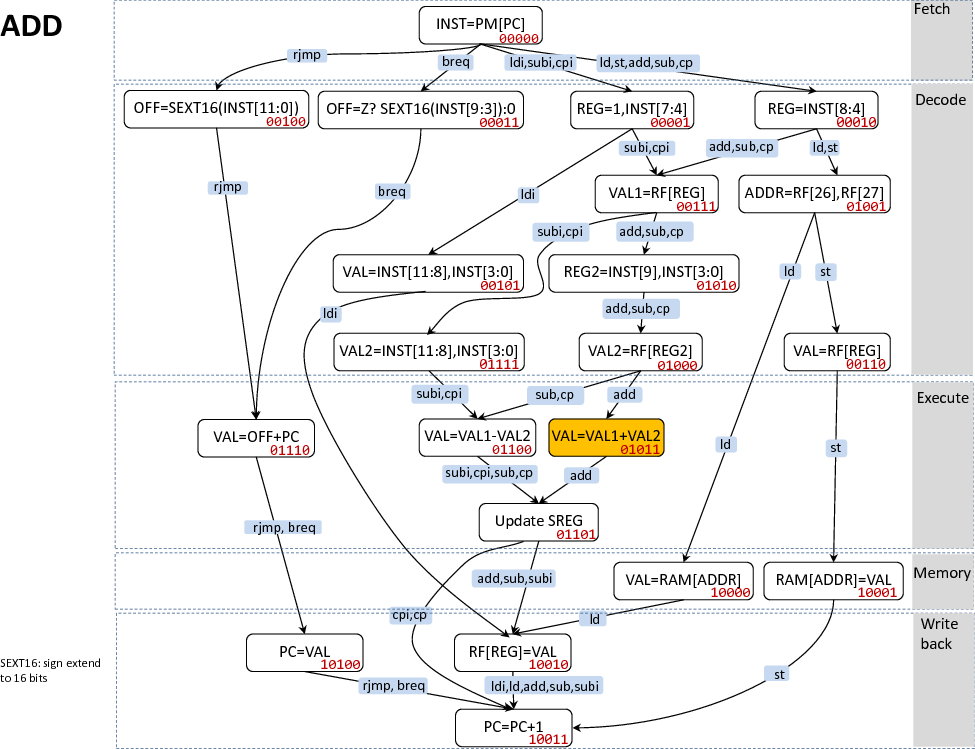 ADD
Fetch
INST=PM[PC]
00000
rjmp
breq
ldi,subi,cpi
ld,st,add,sub,cp
Decode
OFF=SEXT16(INST[11:0])
00100
OFF=Z? SEXT16(INST[9:3]):0
00011
REG=1,INST[7:4]
00001
REG=INST[8:4]
00010
subi,cpi
add,sub,cp
ld,st
rjmp
breq
ldi
VAL1=RF[REG]
00111
ADDR=RF[26],RF[27]
01001
subi,cpi
add,sub,cp
VAL=INST[11:8],INST[3:0]
00101
REG2=INST[9],INST[3:0]
01010
ld
st
ldi
add,sub,cp
VAL2=INST[11:8],INST[3:0]
01111
VAL2=RF[REG2]
01000
VAL=RF[REG]
00110
Execute
subi,cpi
sub,cp
add
VAL=OFF+PC
01110
VAL=VAL1-VAL2
01100
VAL=VAL1+VAL2
01011
ld
st
subi,cpi,sub,cp
add
Update SREG
01101
rjmp, breq
Memory
add,sub,subi
VAL=RAM[ADDR]
10000
RAM[ADDR]=VAL
10001
cpi,cp
ld
Write
back
PC=VAL
10100
RF[REG]=VAL
10010
SEXT16: sign extend
to 16 bits
rjmp, breq
ldi,ld,add,sub,subi
st
PC=PC+1
10011